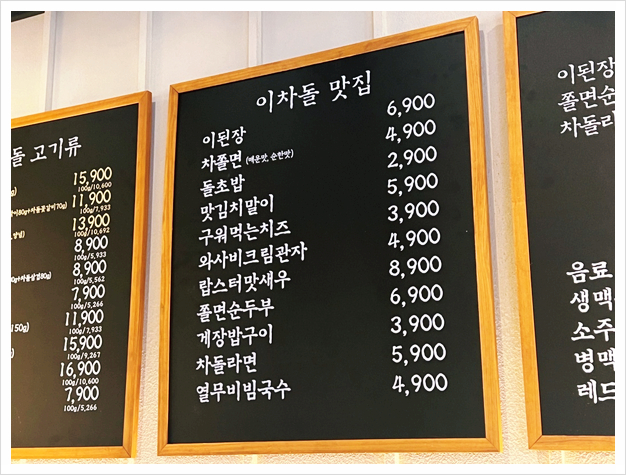 돌 고기류
15,900
100g/10,600
11,900
100g/7,933
13,900
100g/10,692
8,900
100g/5,933
8,900
100g/5,562
7,900
100g/5,266
11,900
100g/7,933
15,900
100g/9,267
16,900
100g/10,600
7,900
100g/5,266
이차돌 맛집
이된장 6,900
차쫄면 (매운맛, 순한맛) 4,900
돌초밥 2,900
맛김치말이 5,900
구워먹는치즈 3,900
와사비크림관자 4,900
랍스터맛새우 8,900
쫄면순두부 6,900
게장밥구이 3,900
차돌라면 5,900
열무비빔국수 4,900
이된장
쫄면순
차돌라
음료
생맥
소주
병맥
레드